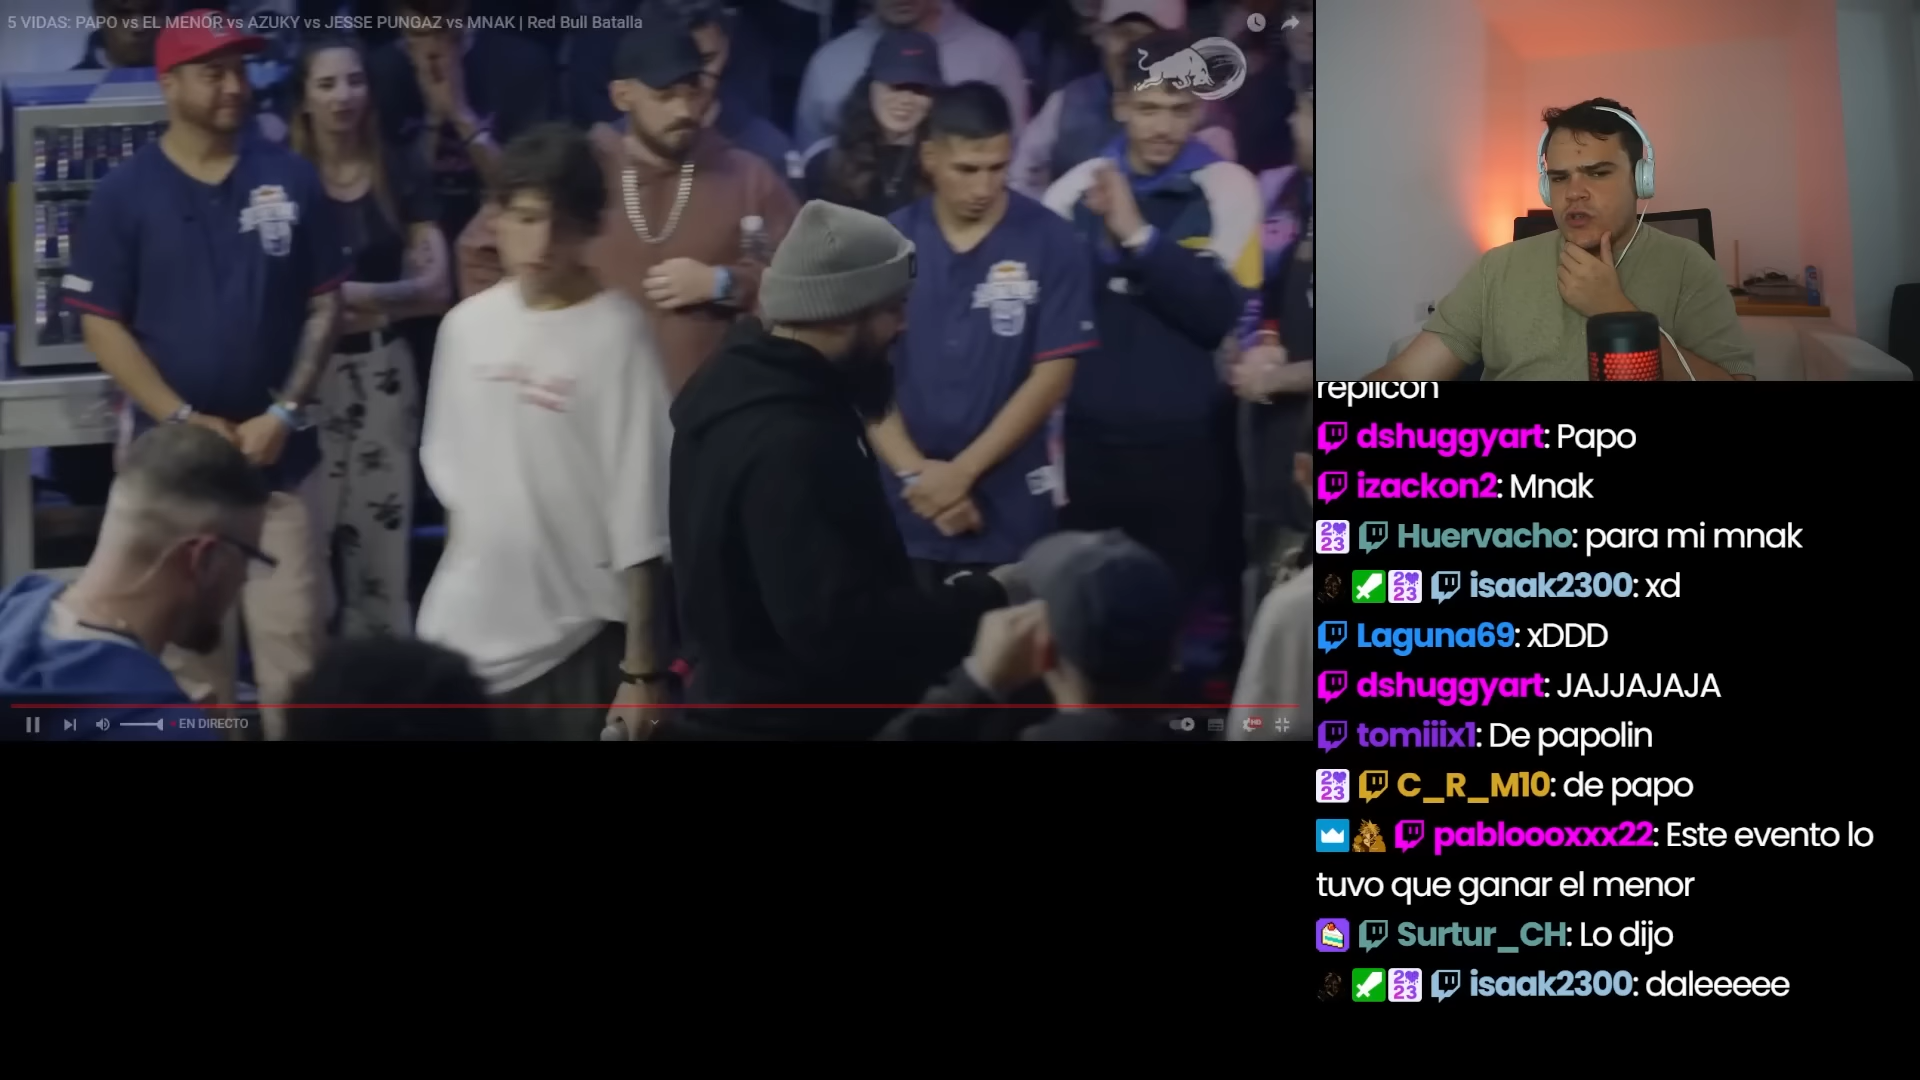 5 VIDAS: PAPO vs EL MENOR vs AZUKY vs JESSE PUNGAZ vs MNAK | Red Bull Batalla
EN DIRECTO
HD
replicon
dshuggyart: Papo
izackon2: Mnak
Huervacho: para mi mnak
isaak2300: xd
Laguna69: xDDD
dshuggyart: JAJJAJAJA
tomiiix1: De papolin
C_R_M10: de papo
pabloooxxx22: Este evento lo
tuvo que ganar el menor
Surtur_CH: Lo dijo
isaak2300: daleeeee